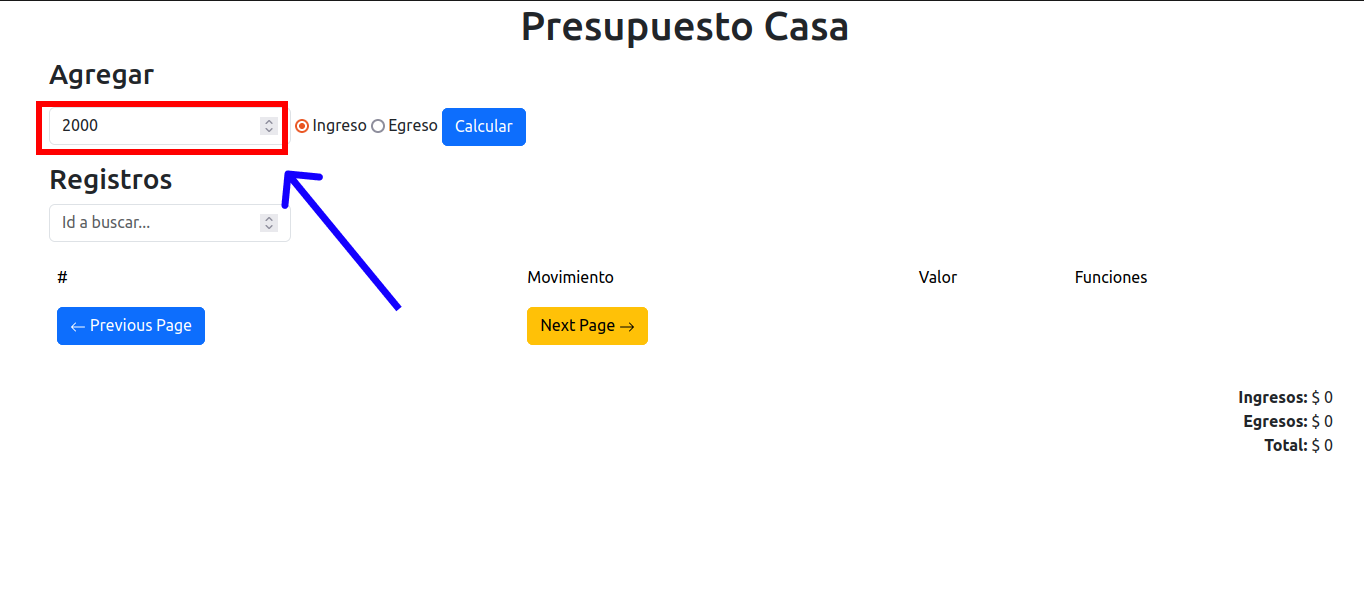 Presupuesto Casa
Agregar
2000 Ingreso Egreso Calcular
Registros
Id a buscar...
# Movimiento Valor Funciones
← Previous Page Next Page →
Ingresos: $ 0
Egresos: $ 0
Total: $ 0